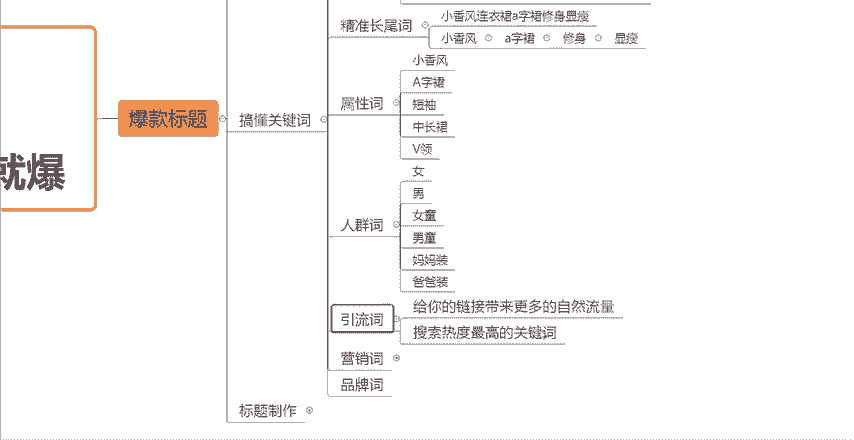 就爆
爆款标题
搞懂关键词
精准长尾词
小香风连衣裙a字裙修身显瘦
小香风 a字裙 修身 显瘦
属性词
小香风
A字裙
短袖
中长裙
V领
人群词
女
男
女童
男童
妈妈装
爸爸装
引流词
给你的链接带来更多的自然流量
搜索热度最高的关键词
营销词
品牌词
标题制作